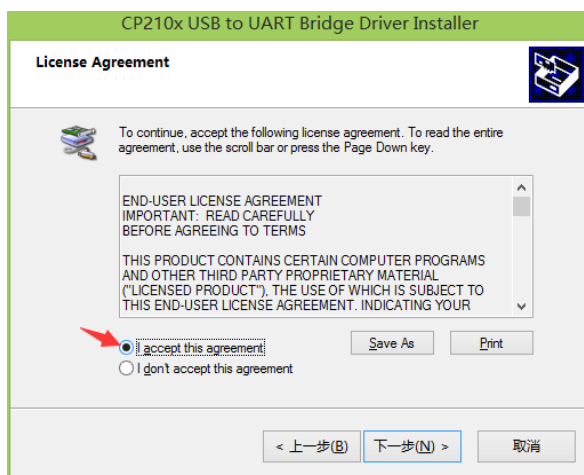 CP210x USB to UART Bridge Driver Installer
License Agreement
To continue, accept the following license agreement. To read the entire
agreement, use the scroll bar or press the Page Down key.
END-USER LICENSE AGREEMENT
IMPORTANT: READ CAREFULLY
BEFORE AGREEING TO TERMS
THIS PRODUCT CONTAINS CERTAIN COMPUTER PROGRAMS
AND OTHER THIRD PARTY PROPRIETARY MATERIAL
("LICENSED PRODUCT"), THE USE OF WHICH IS SUBJECT TO
THIS END-USER LICENSE AGREEMENT. INDICATING YOUR
I accept this agreement
Save As
Print
I don't accept this agreement
< 上一步(B)
下一步(N) >
取消